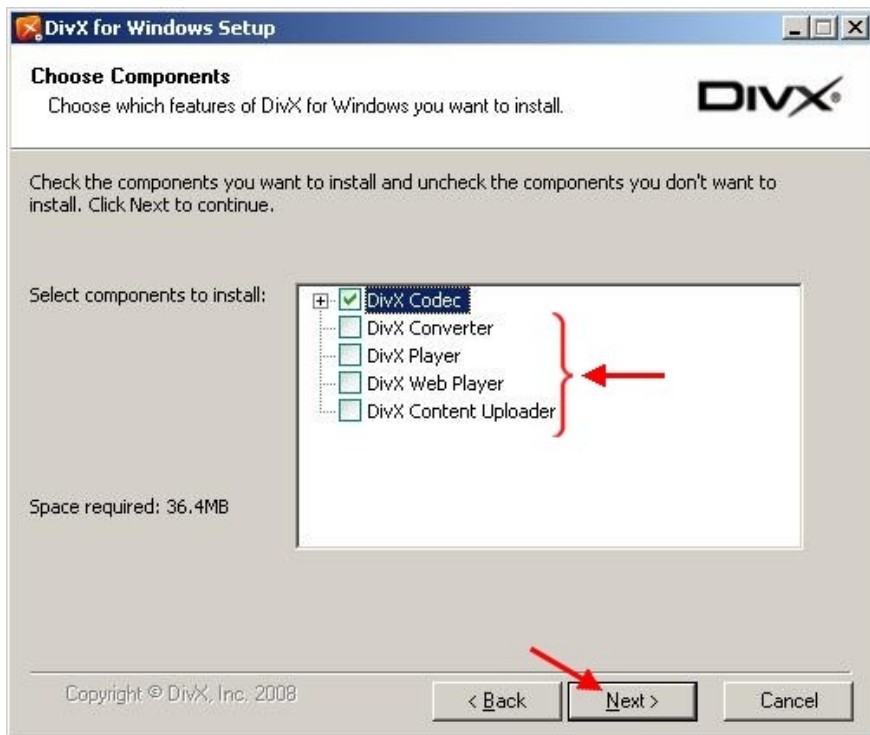 DivX for Windows Setup
Choose Components
Choose which features of DivX for Windows you want to install.
DIVX®
Check the components you want to install and uncheck the components you don't want to
install. Click Next to continue.
Select components to install:
DivX Codec
DivX Converter
DivX Player
DivX Web Player
DivX Content Uploader
Space required: 36.4MB
Copyright © DivX, Inc. 2008
< Back
Next >
Cancel